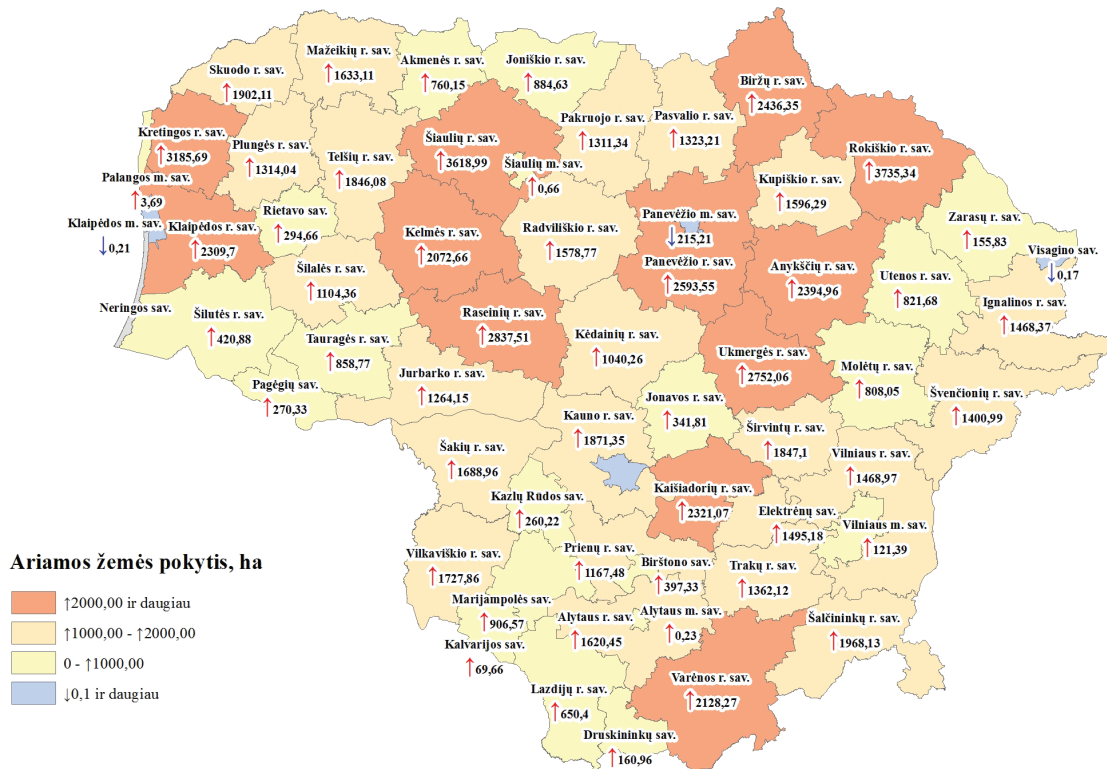 Mažeikių r. sav.
↑1633,11
Akmenės r. sav.
↑760,15
Joniškio r. sav.
↑884,63
Skuodo r. sav.
↑1902,11
Biržų r. sav.
↑2436,35
Pakruojo r. sav.
↑1311,34
Pasvalio r. sav.
↑1323,21
Kretingos r. sav.
↑3185,69
Plungės r. sav.
↑1314,04
Telšių r. sav.
↑1846,08
Šiaulių r. sav.
↑3618,99
Šiaulių m. sav.
↑0,66
Rokiškio r. sav.
↑3735,34
Kupiškio r. sav.
↑1596,29
Palangos m. sav.
↑3,69
Klaipėdos m. sav.
↓0,21
Klaipėdos r. sav.
↑2309,7
Rietavo sav.
↑294,66
Kelmės r. sav.
↑2072,66
Radviliškio r. sav.
↑1578,77
Panevėžio m. sav.
↓215,21
Panevėžio r. sav.
↑2593,55
Anykščių r. sav.
↑2394,96
Zarasų r. sav.
↑155,83
Visagino sav.
↓0,17
Utenos r. sav.
↑821,68
Ignalinos r. sav.
↑1468,37
Šilalės r. sav.
↑1104,36
Neringos sav.
Šilutės r. sav.
↑420,88
Tauragės r. sav.
↑858,77
Raseinių r. sav.
↑2837,51
Kėdainių r. sav.
↑1040,26
Ukmergės r. sav.
↑2752,06
Molėtų r. sav.
↑808,05
Švenčionių r. sav.
↑1400,99
Pagėgių sav.
↑270,33
Jurbarko r. sav.
↑1264,15
Jonavos r. sav.
↑341,81
Kauno r. sav.
↑1871,35
Širvintų r. sav.
↑1847,1
Vilniaus r. sav.
↑1468,97
Šakių r. sav.
↑1688,96
Kazlų Rūdos sav.
↑260,22
Kaišiadorių r. sav.
↑2321,07
Elektrėnų sav.
↑1495,18
Vilniaus m. sav.
↑121,39
Vilkaviškio r. sav.
↑1727,86
Prienų r. sav.
↑1167,48
Birštono sav.
↑397,33
Trakų r. sav.
↑1362,12
Marijampolės sav.
↑906,57
Alytaus r. sav.
↑1620,45
Alytaus m. sav.
↑0,23
Šalčininkų r. sav.
↑1968,13
Kalvarijos sav.
↑69,66
Lazdijų r. sav.
↑650,4
Varėnos r. sav.
↑2128,27
Druskininkų sav.
↑160,96
Ariamos žemės pokytis, ha
↑2000,00 ir daugiau
↑1000,00 - ↑2000,00
0 - ↑1000,00
↓0,1 ir daugiau